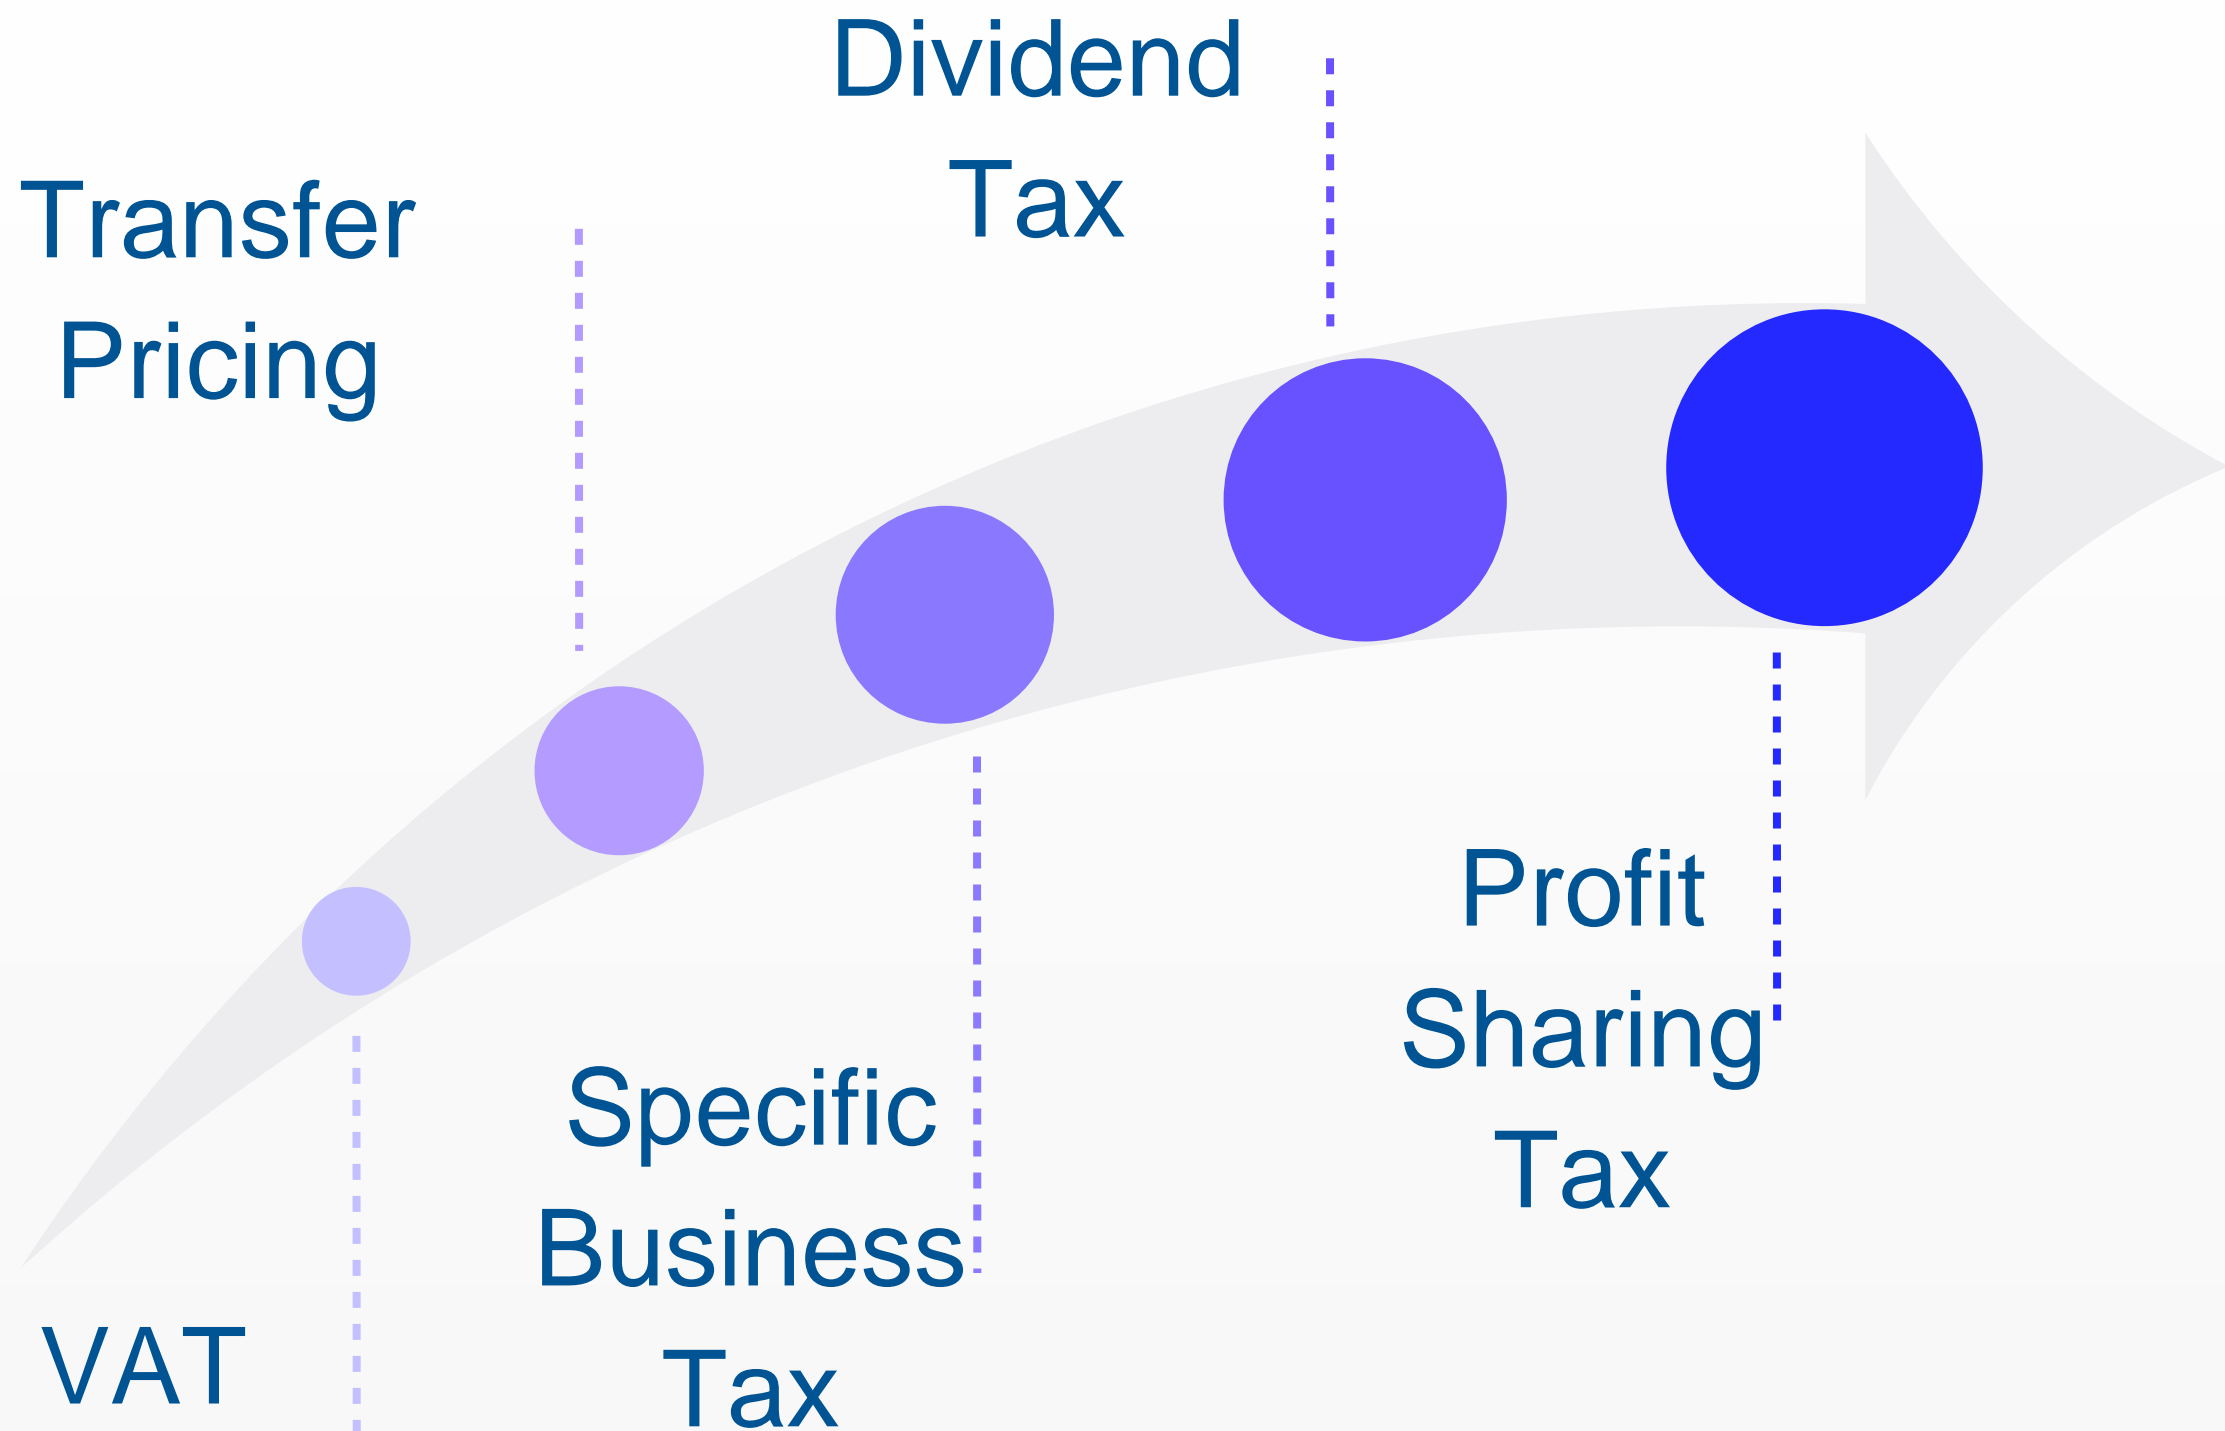 Dividend
Tax
Transfer
Pricing
Profit
Sharing
Tax
Specific
Business
Tax
VAT